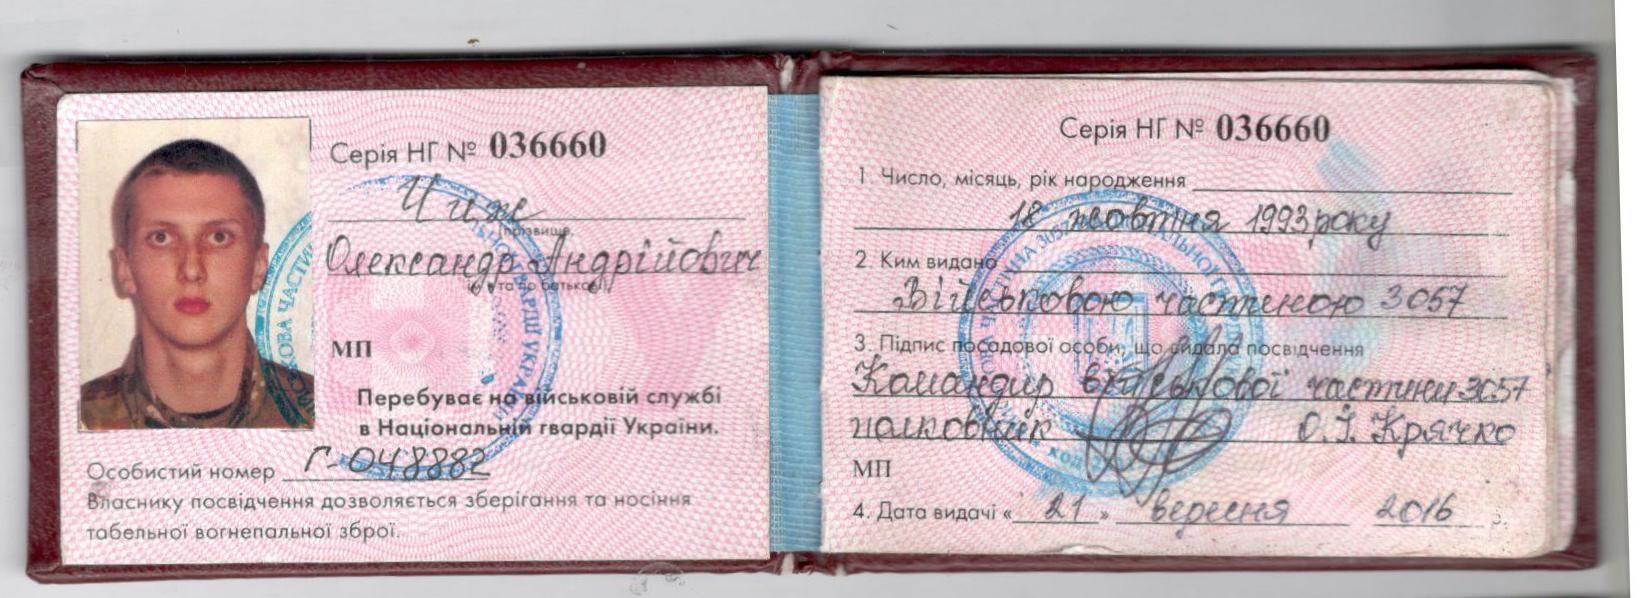 Серія НГ № 036660
Чиж
(прізвище,
Олександр Андрійович
ім'я та по батькові)
МП
Перебуває на військовій службі
в Національній гвардії України.
Особистий номер Г-048882
Власнику посвідчення дозволяється зберігання та носіння
табельної вогнепальної зброї.
Серія НГ № 036660
1. Число, місяць, рік народження
18 жовтня 1993 року
2. Ким видано
Військовою частиною 3057
3. Підпис посадової особи, що видала посвідчення
Командир військової частини 3057
полковник О.І. Крячко
МП
4. Дата видачі « 21 » вересня 2016 р.